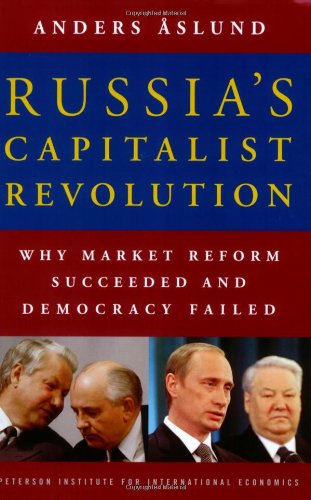 ANDERS ÅSLUND
RUSSIA'S
CAPITALIST
REVOLUTION
WHY MARKET REFORM
SUCCEEDED AND
DEMOCRACY FAILED
PETERSON INSTITUTE FOR INTERNATIONAL ECONOMICS